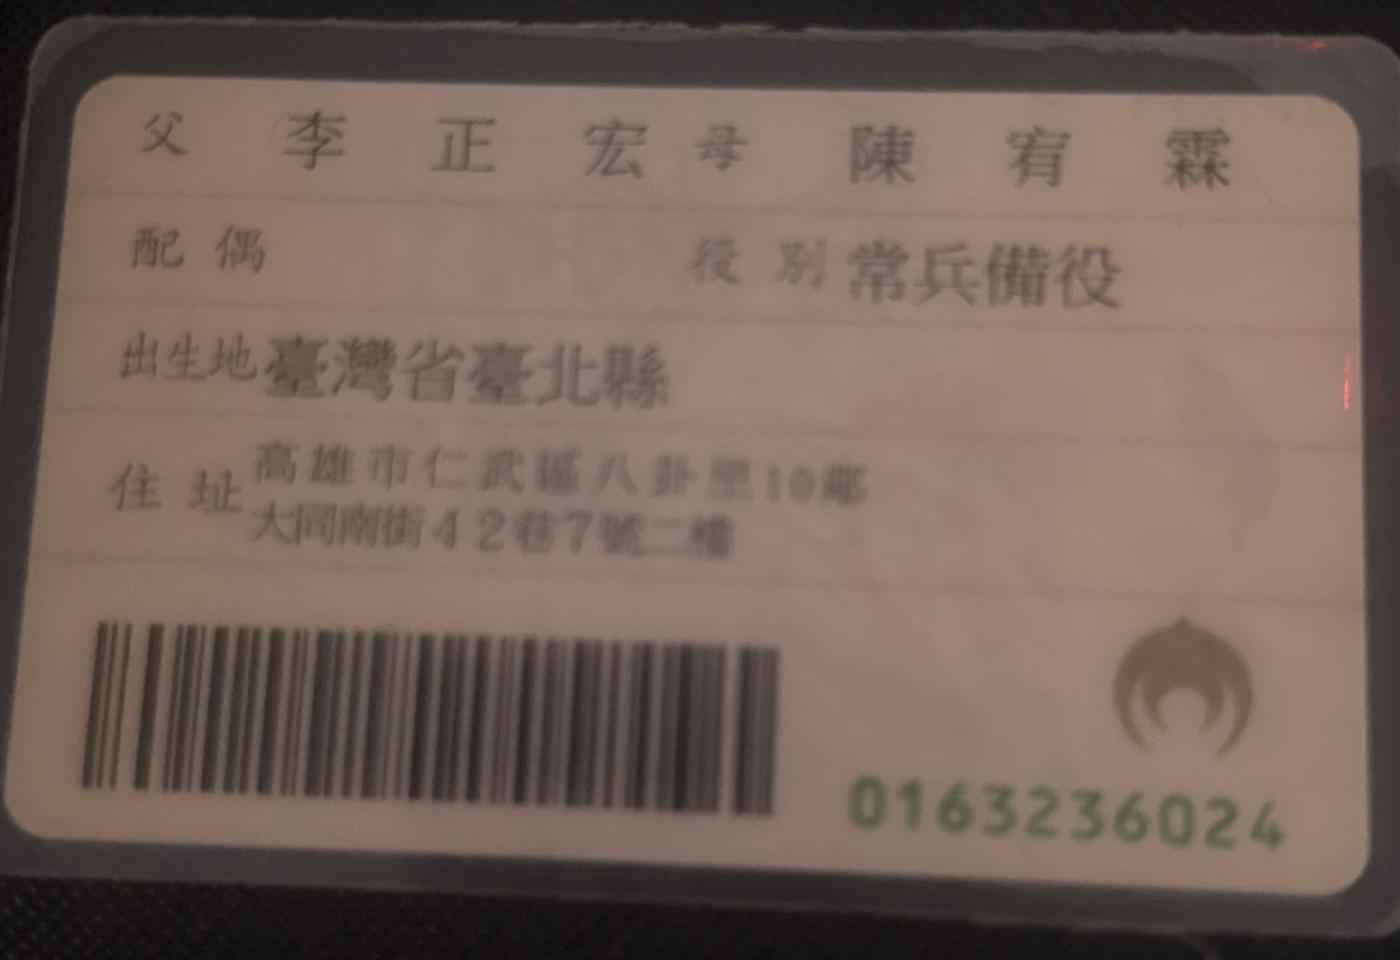 父 李正宏 母 陳宥霖
配偶 役別 常兵備役
出生地 臺灣省臺北縣
住址 高雄市仁武區八卦里10鄰
大同南街42巷7號二樓
0163236024